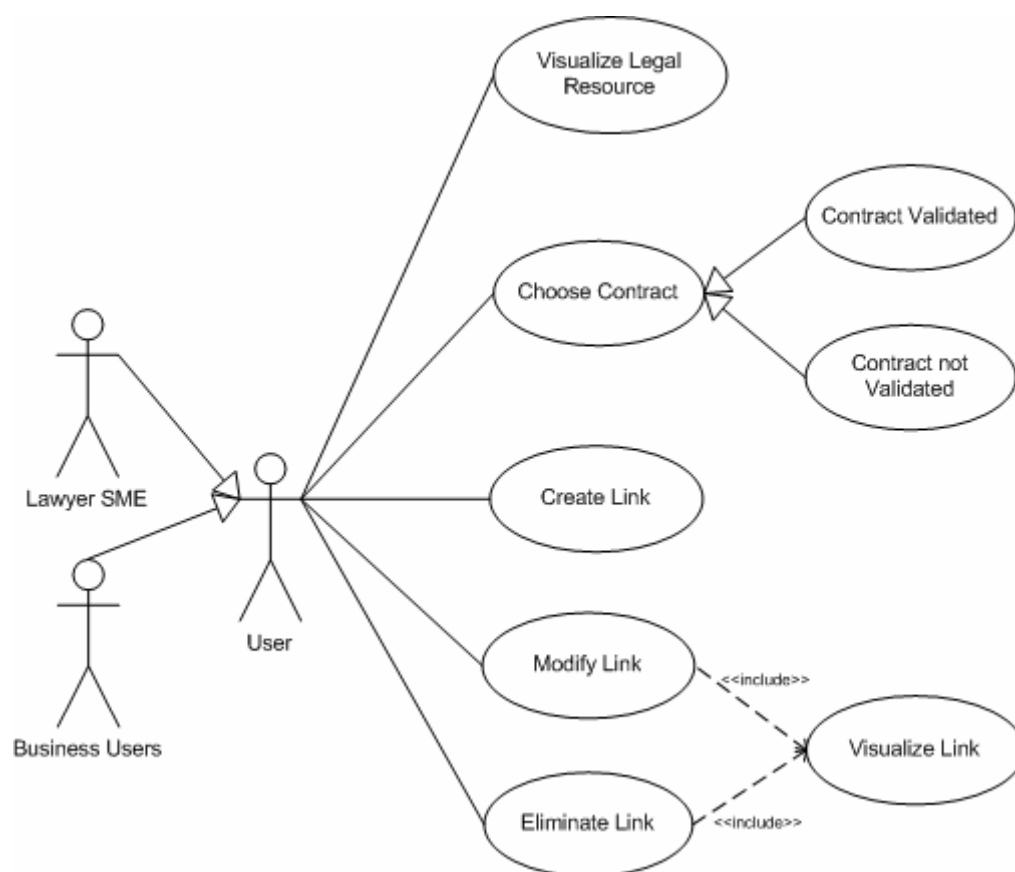 Visualize Legal
Resource
Contract Validated
Choose Contract
Contract not
Validated
Lawyer SME
Create Link
User
Modify Link
<<include>>
Business Users
Visualize Link
Eliminate Link
<<include>>